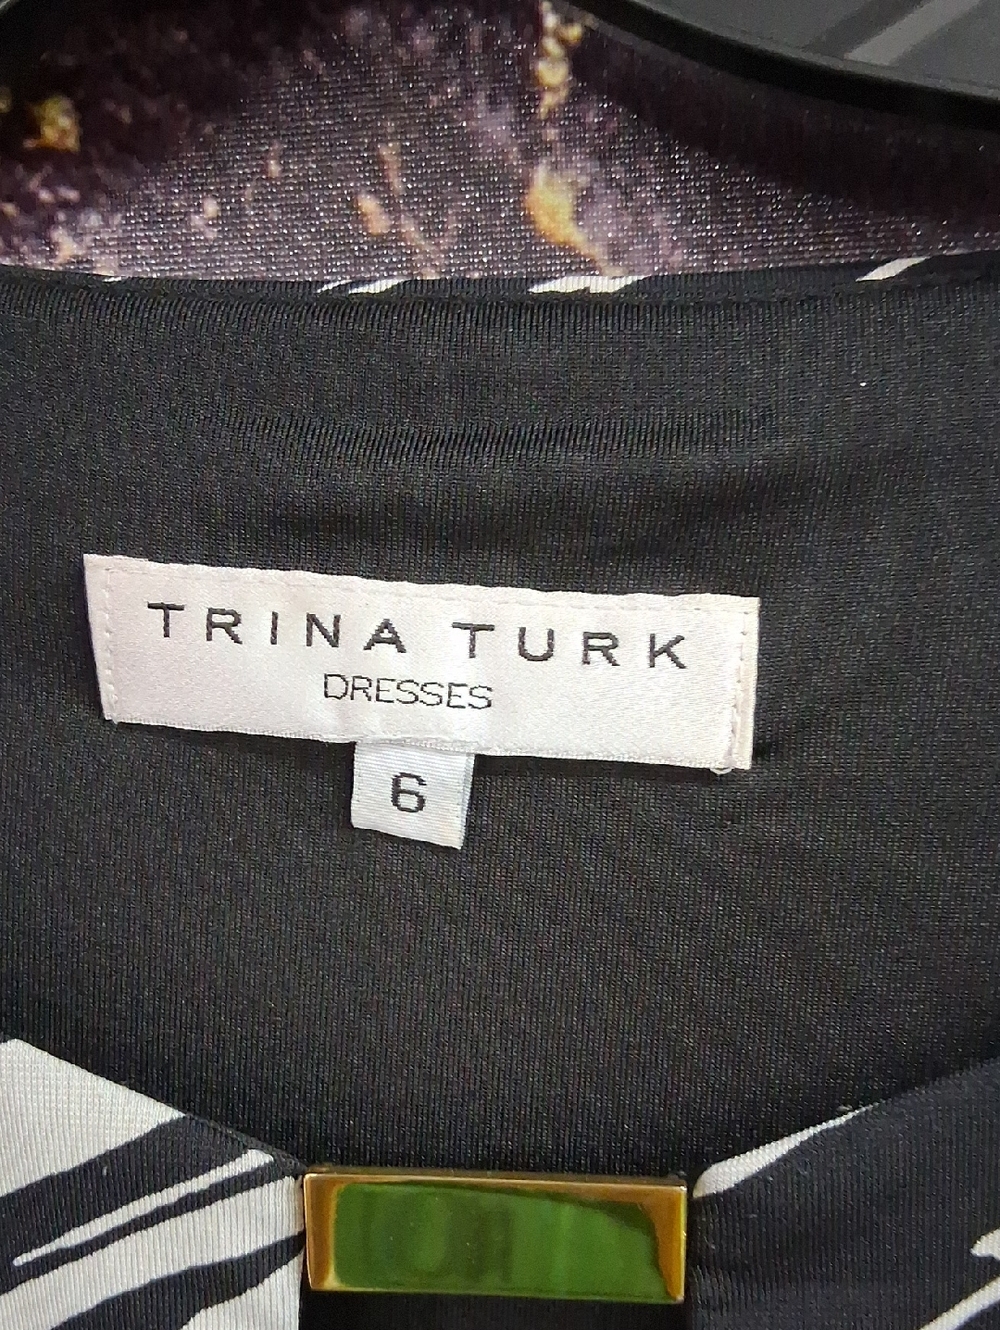 TRINA TURK
DRESSES
6